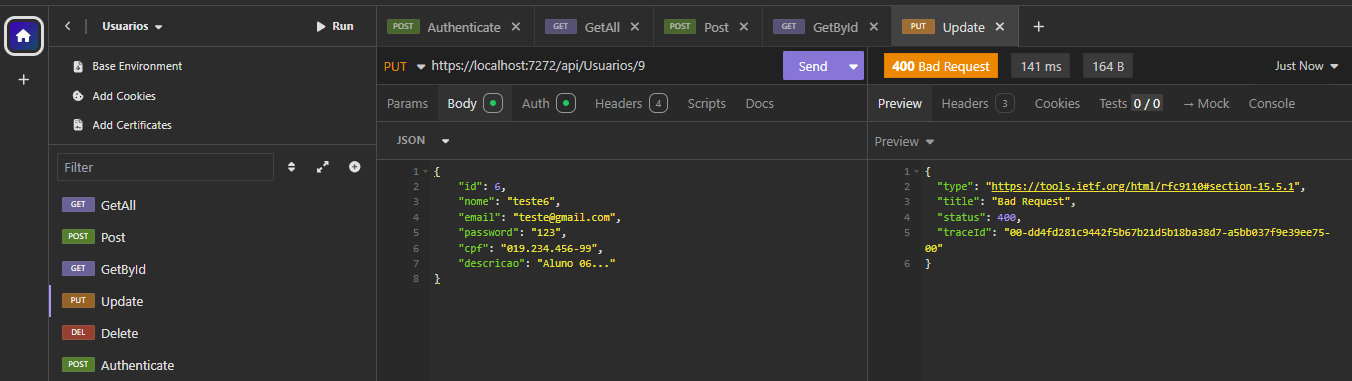 Usuarios
Run
Base Environment
Add Cookies
Add Certificates
Filter
GET GetAll
POST Post
GET GetById
PUT Update
DEL Delete
POST Authenticate
POST Authenticate
GET GetAll
POST Post
GET GetById
PUT Update
PUT https://localhost:7272/api/Usuarios/9 Send
Params Body Auth Headers 4 Scripts Docs
JSON
1 {
2 "id": 6,
3 "nome": "teste6",
4 "email": "teste@gmail.com",
5 "password": "123",
6 "cpf": "019.234.456-99",
7 "descricao": "Aluno 06..."
8 }
400 Bad Request 141 ms 164 B Just Now
Preview Headers 3 Cookies Tests 0 / 0 → Mock Console
Preview
1 {
2 "type": "https://tools.ietf.org/html/rfc9110#section-15.5.1",
3 "title": "Bad Request",
4 "status": 400,
5 "traceId": "00-dd4fd281c9442f5b67b21d5b18ba38d7-a5bb037f9e39ee75-
00"
6 }